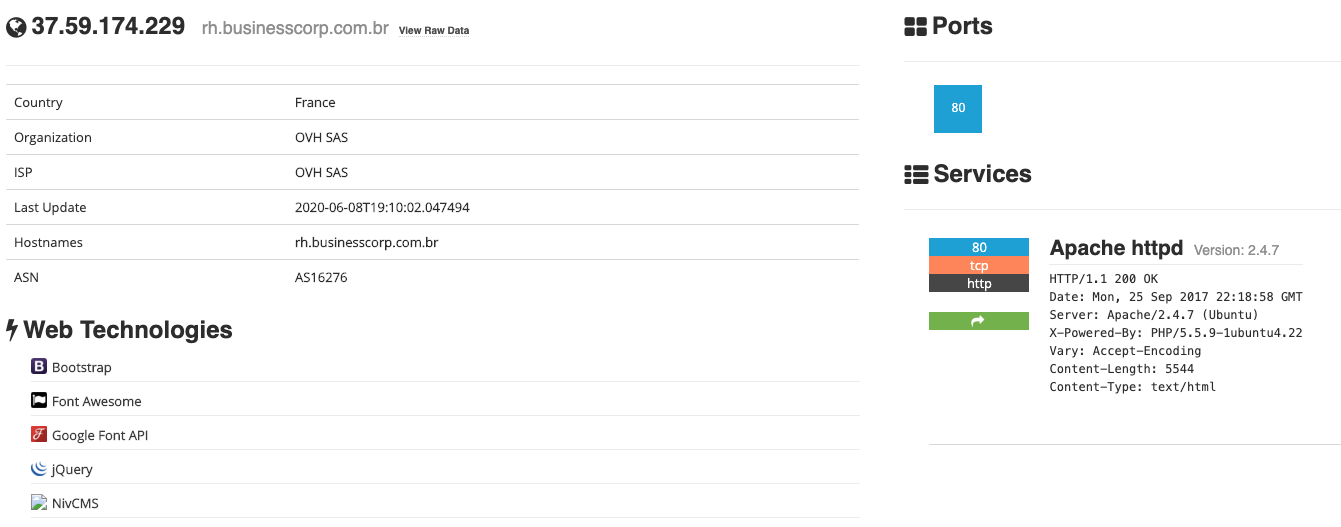 37.59.174.229 rh.businesscorp.com.br View Raw Data
Country France
Organization OVH SAS
ISP OVH SAS
Last Update 2020-06-08T19:10:02.047494
Hostnames rh.businesscorp.com.br
ASN AS16276
Web Technologies
B Bootstrap
Font Awesome
Google Font API
jQuery
NivCMS
Ports
80
Services
80
tcp
http
Apache httpd Version: 2.4.7
HTTP/1.1 200 OK
Date: Mon, 25 Sep 2017 22:18:58 GMT
Server: Apache/2.4.7 (Ubuntu)
X-Powered-By: PHP/5.5.9-1ubuntu4.22
Vary: Accept-Encoding
Content-Length: 5544
Content-Type: text/html